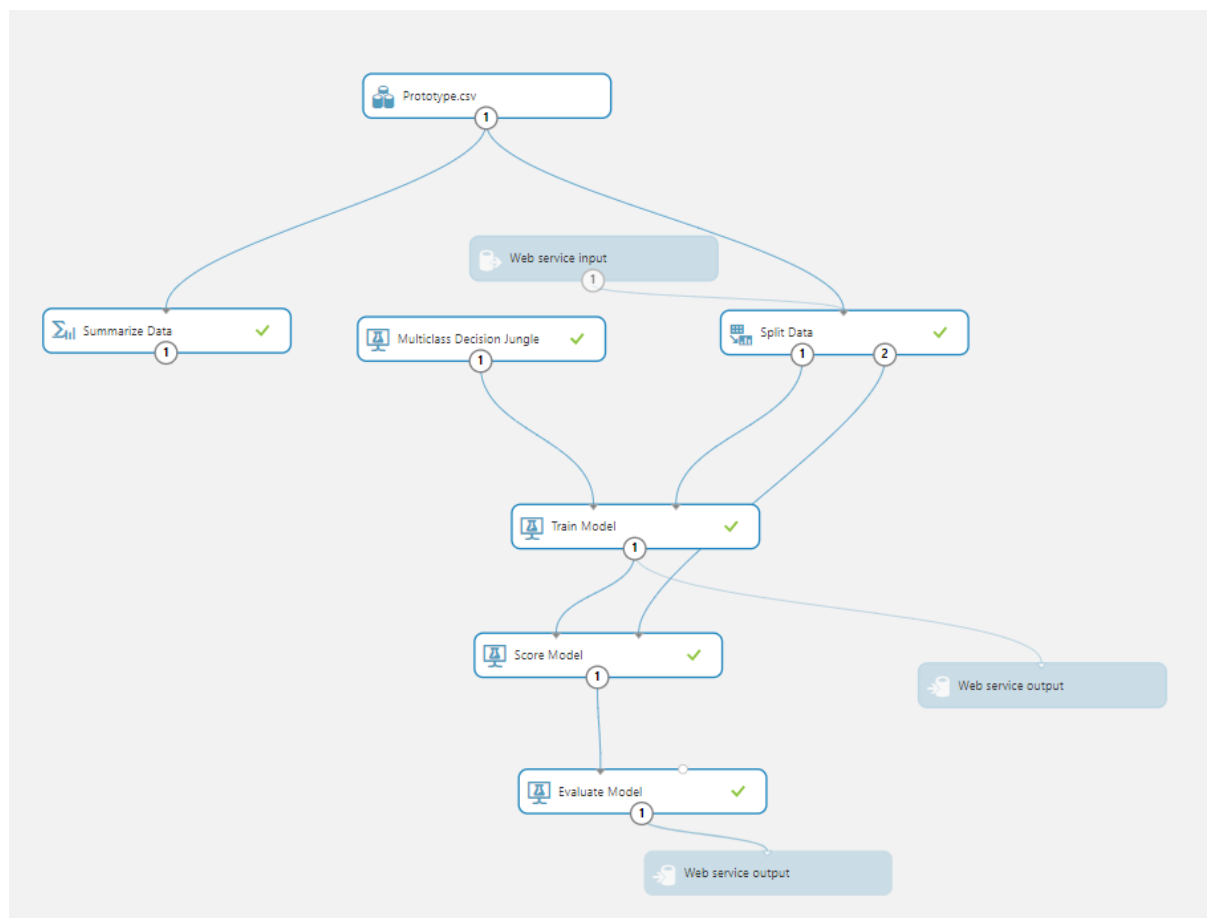 Prototype.csv
1
Web service input
1
Summarize Data
1
Multiclass Decision Jungle
1
Split Data
1
2
Train Model
1
Score Model
1
Web service output
Evaluate Model
1
Web service output